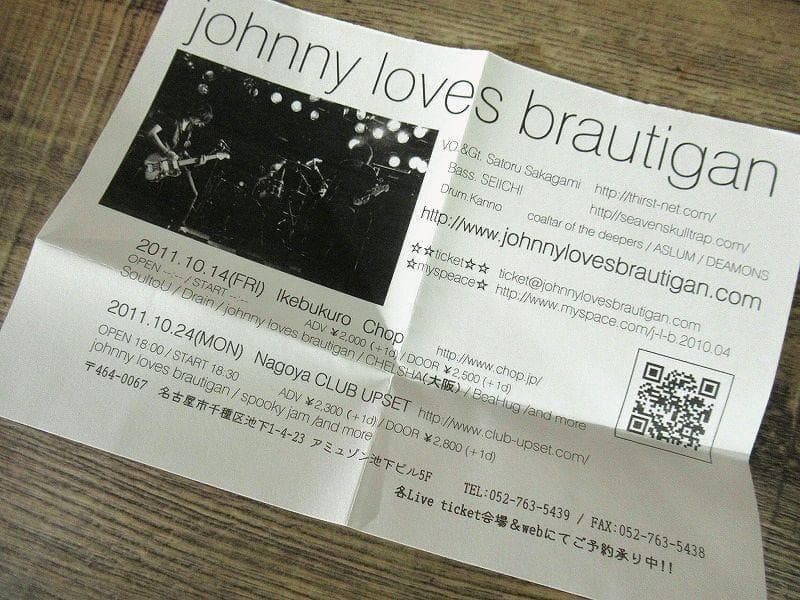 johnny loves brautigan
VO.&Gt. Satoru Sakagami http://thirst-net.com/
Bass. SEIICHI http//seavenskulltrap.com/
Drum.Kanno coaltar of the deepers / ASLUM / DEAMONS
http://www.johnnylovesbrautigan.com
☆☆ticket☆☆ ticket@johnnylovesbrautigan.com
☆myspeace☆ http://www.myspace.com/j-l-b.2010.04
2011.10.14(FRI) Ikebukuro Chop http://www.chop.jp/
OPEN --:-- / START --:-- ADV ¥2,000 (+1d) / DOOR ¥2,500 (+1d)
SoultoU / Drain / johnny loves brautigan / CHELSHA(大阪) / BeaHug /and more
2011.10.24(MON) Nagoya CLUB UPSET http://www.club-upset.com/
OPEN 18:00 / START 18:30 ADV ¥2,300 (+1d) / DOOR ¥2,800 (+1d)
johnny loves brautigan / spooky jam /and more
〒464-0067 名古屋市千種区池下1-4-23 アミュゾン池下ビル5F
TEL:052-763-5439 / FAX:052-763-5438
各Live ticket会場&webにてご予約承り中!!